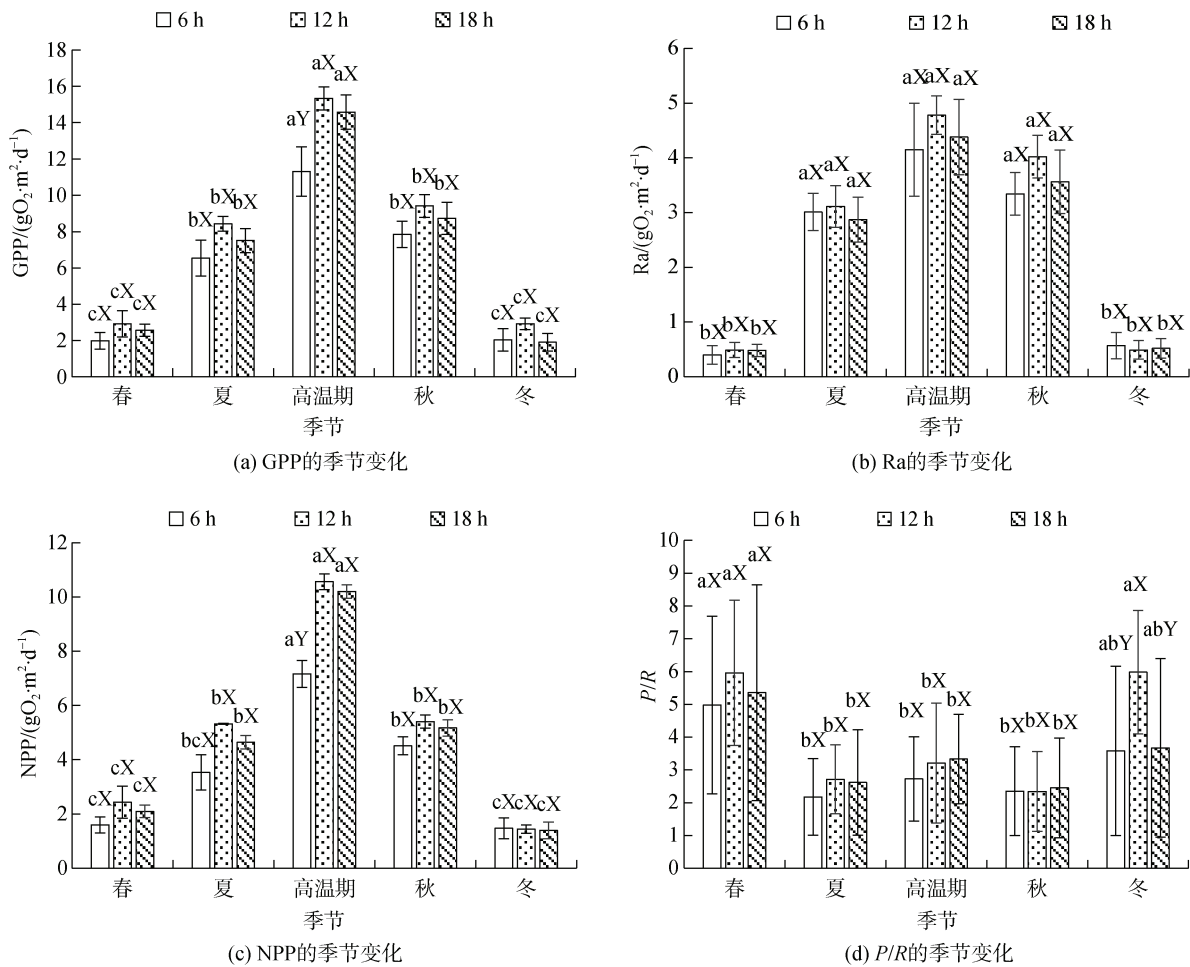 6 h 12 h 18 h
GPP/(gO₂·m²·d⁻¹)
18
16
14
12
10
8
6
4
2
0
cX cX cX
bX bX bX
aY aX aX
bX bX bX
cX cX cX
春 夏 高温期 秋 冬
季节
(a) GPP的季节变化
6 h 12 h 18 h
Ra/(gO₂·m²·d⁻¹)
6
5
4
3
2
1
0
bX bX bX
aX aX aX
aX aX aX
aX aX aX
bX bX bX
春 夏 高温期 秋 冬
季节
(b) Ra的季节变化
6 h 12 h 18 h
NPP/(gO₂·m²·d⁻¹)
12
10
8
6
4
2
0
cX cX cX
bcX bX bX
aY aX aX
bX bX bX
cX cX cX
春 夏 高温期 秋 冬
季节
(c) NPP的季节变化
6 h 12 h 18 h
P/R
10
9
8
7
6
5
4
3
2
1
0
aX aX aX
bX bX bX
bX bX bX
bX bX bX
abY aX abY
春 夏 高温期 秋 冬
季节
(d) P/R的季节变化